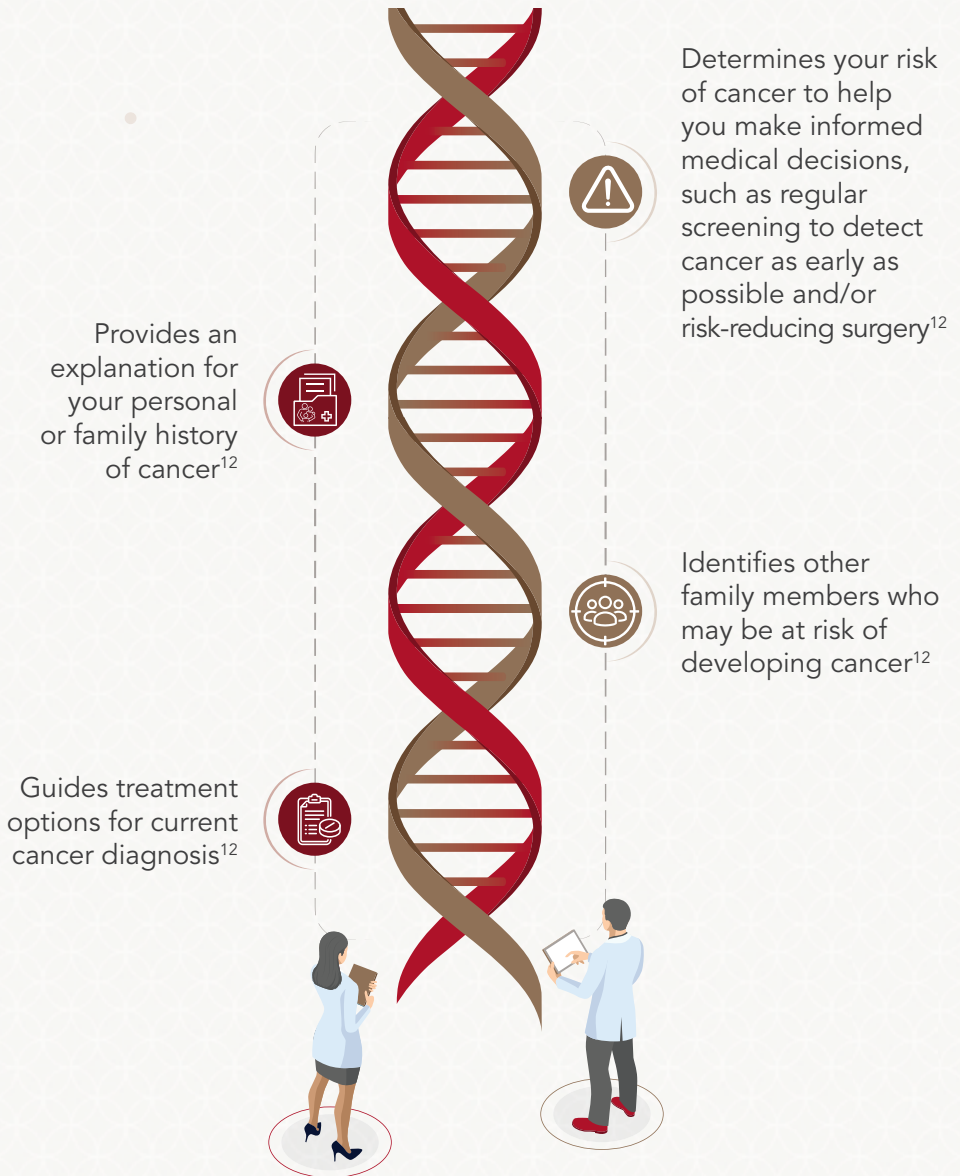 Determines your risk
of cancer to help
you make informed
medical decisions,
such as regular
screening to detect
cancer as early as
possible and/or
risk-reducing surgery¹²
Provides an
explanation for
your personal
or family history
of cancer¹²
Identifies other
family members who
may be at risk of
developing cancer¹²
Guides treatment
options for current
cancer diagnosis¹²